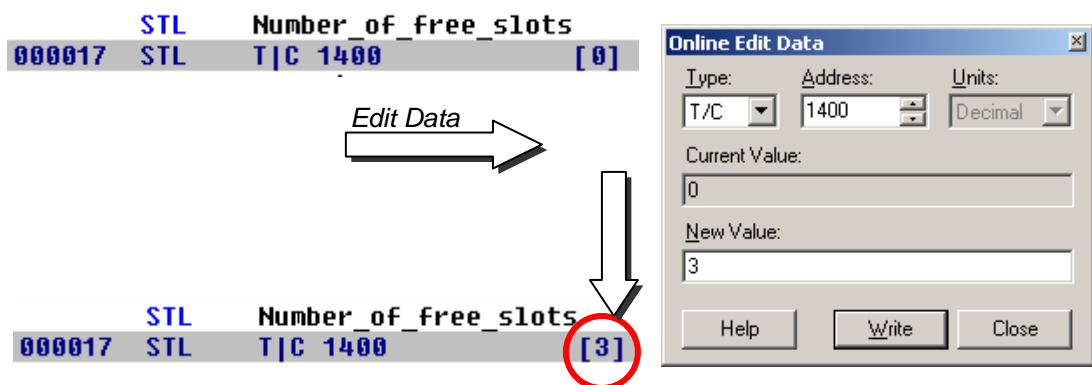 STL Number_of_free_slots
000017 STL T|C 1400 [0]
Edit Data
STL Number_of_free_slots
000017 STL T|C 1400 [3]
Online Edit Data
Type: Address: Units:
T/C 1400 Decimal
Current Value:
0
New Value:
3
Help Write Close